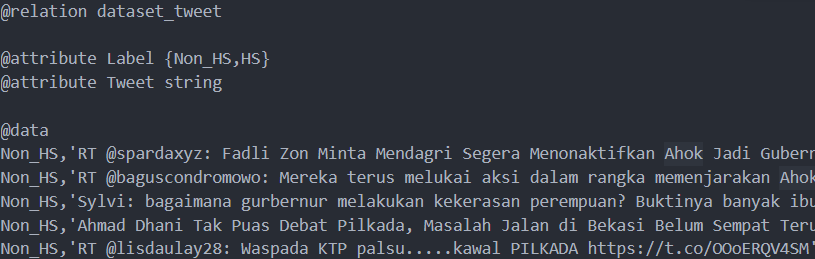 @relation dataset_tweet
@attribute Label {Non_HS,HS}
@attribute Tweet string
@data
Non_HS,'RT @spardaxyz: Fadli Zon Minta Mendagri Segera Menonaktifkan Ahok Jadi Gubern
Non_HS,'RT @baguscondromowo: Mereka terus melukai aksi dalam rangka memenjarakan Ahok
Non_HS,'Sylvi: bagaimana gurbernur melakukan kekerasan perempuan? Buktinya banyak ibu
Non_HS,'Ahmad Dhani Tak Puas Debat Pilkada, Masalah Jalan di Bekasi Belum Sempat Teru
Non_HS,'RT @lisdaulay28: Waspada KTP palsu.....kawal PILKADA https://t.co/OOoERQV4SM'